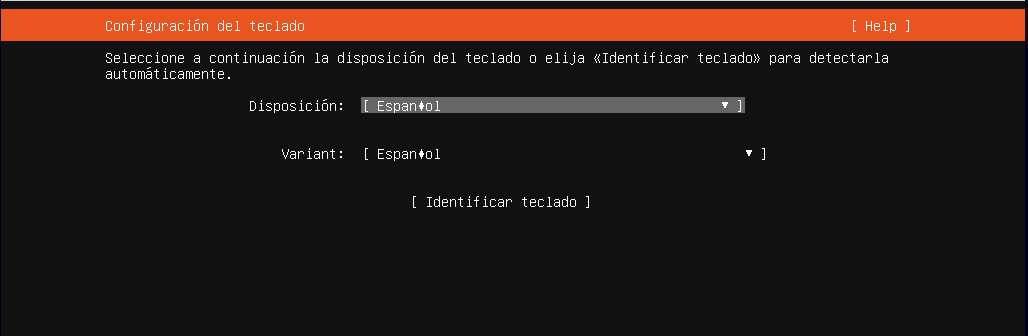 Configuración del teclado [ Help ]
Seleccione a continuación la disposición del teclado o elija «Identificar teclado» para detectarla
automáticamente.
Disposición: [ Espan♦ol ▼ ]
Variant: [ Espan♦ol ▼ ]
[ Identificar teclado ]